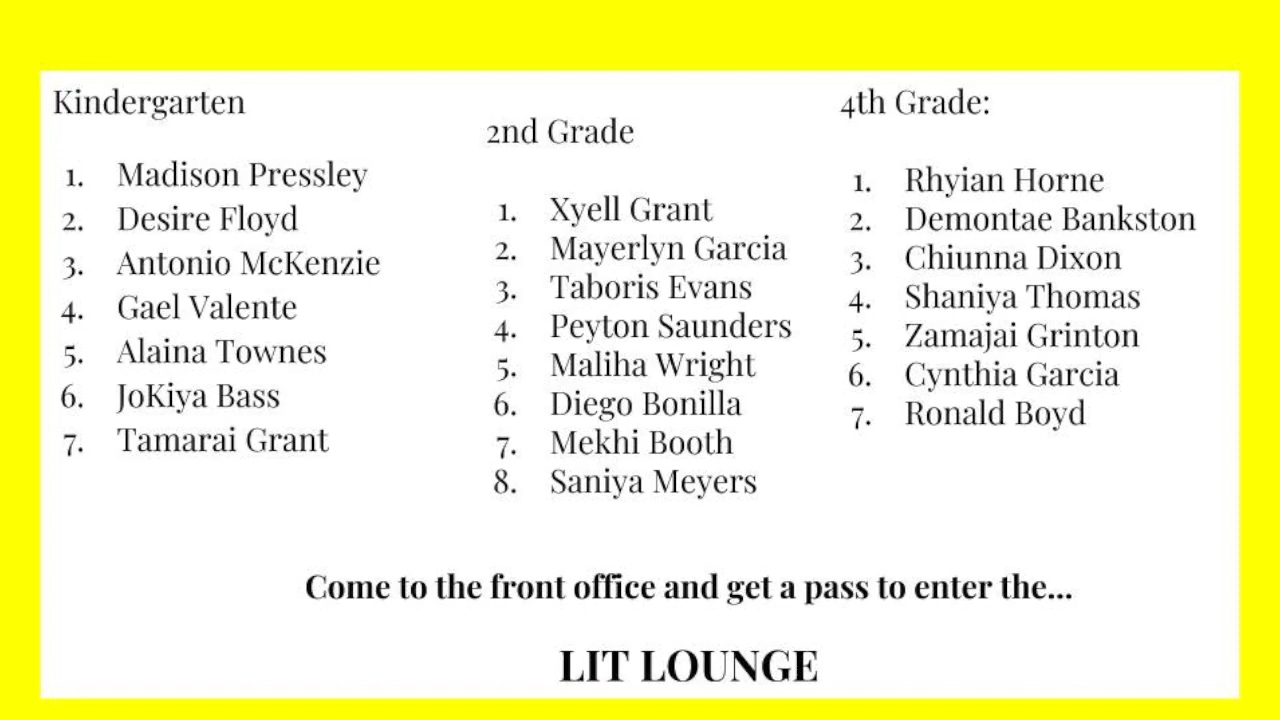 Kindergarten
1. Madison Pressley
2. Desire Floyd
3. Antonio McKenzie
4. Gael Valente
5. Alaina Townes
6. JoKiya Bass
7. Tamarai Grant
2nd Grade
1. Xyell Grant
2. Mayerlyn Garcia
3. Taboris Evans
4. Peyton Saunders
5. Maliha Wright
6. Diego Bonilla
7. Mekhi Booth
8. Saniya Meyers
4th Grade:
1. Rhyian Horne
2. Demontae Bankston
3. Chiunna Dixon
4. Shaniya Thomas
5. Zamajai Grinton
6. Cynthia Garcia
7. Ronald Boyd
Come to the front office and get a pass to enter the...
LIT LOUNGE